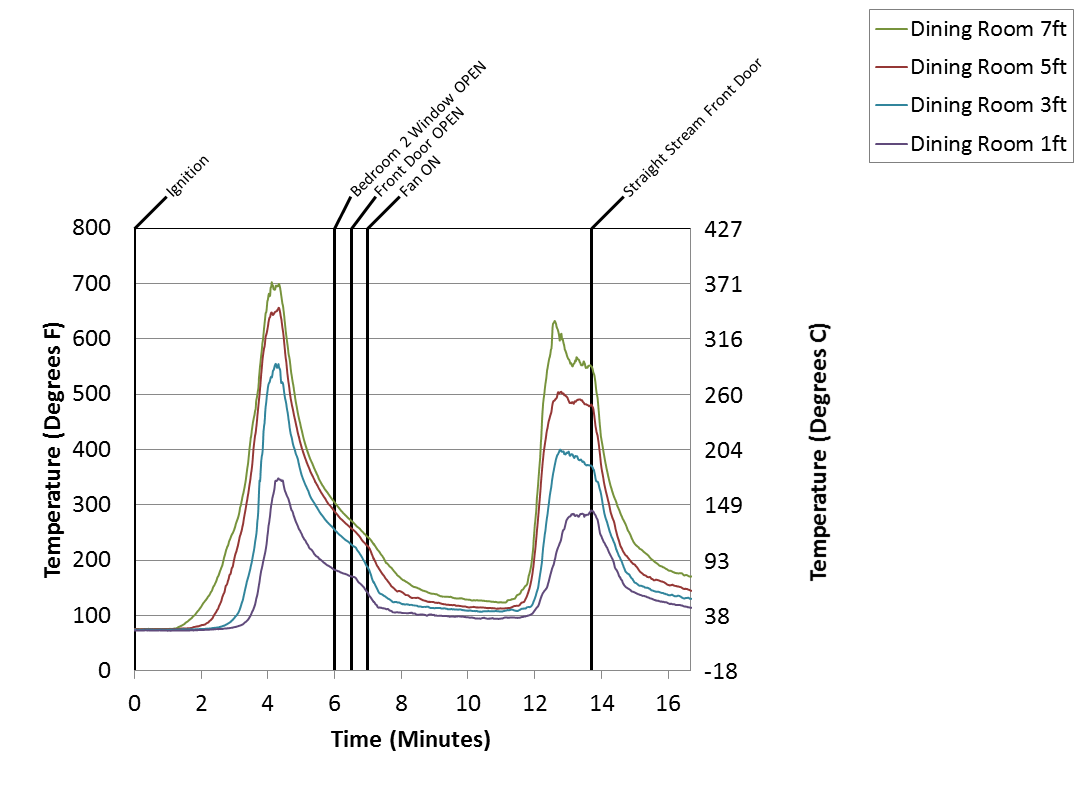 Dining Room 7ft
Dining Room 5ft
Dining Room 3ft
Dining Room 1ft
Ignition
Bedroom 2 Window OPEN
Front Door OPEN
Fan ON
Straight Stream Front Door
800
700
600
500
400
300
200
100
0
427
371
316
260
204
149
93
38
-18
Temperature (Degrees F)
Temperature (Degrees C)
0 2 4 6 8 10 12 14 16
Time (Minutes)